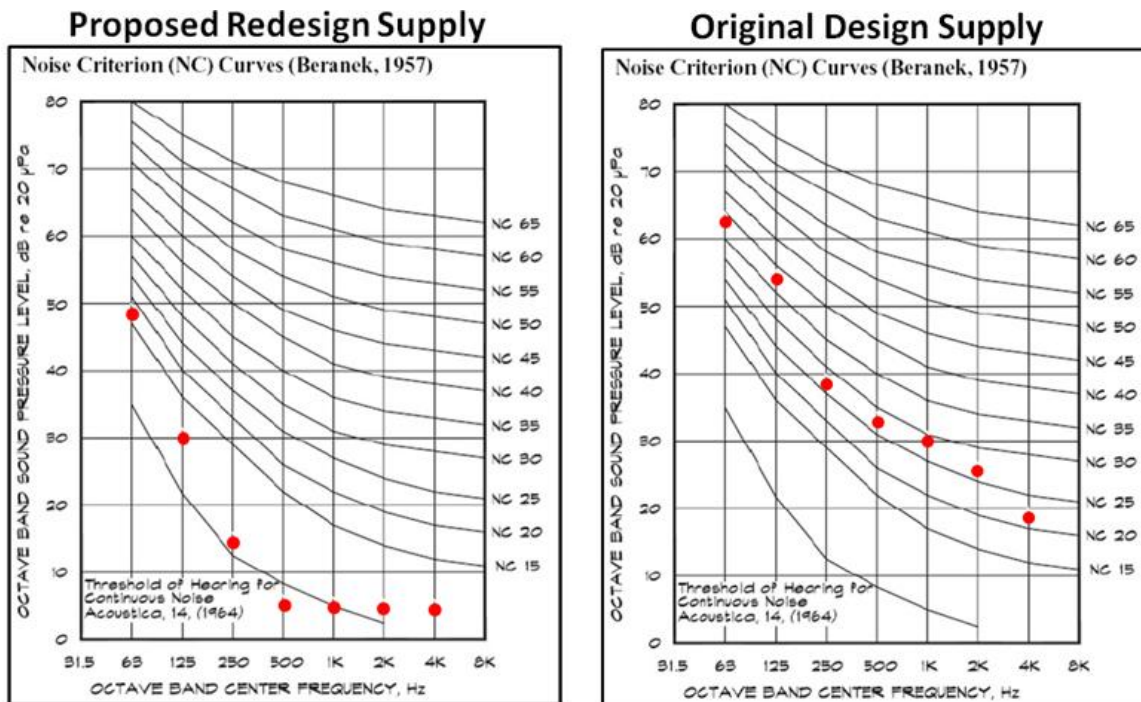 Proposed Redesign Supply
Noise Criterion (NC) Curves (Beranek, 1957)
OCTAVE BAND SOUND PRESSURE LEVEL, dB re 20 µPa
80
70
60
50
40
30
20
10
0
NC 65
NC 60
NC 55
NC 50
NC 45
NC 40
NC 35
NC 30
NC 25
NC 20
NC 15
Threshold of Hearing for
Continuous Noise
Acoustica, 14, (1964)
31.5 63 125 250 500 1K 2K 4K 8K
OCTAVE BAND CENTER FREQUENCY, Hz
Original Design Supply
Noise Criterion (NC) Curves (Beranek, 1957)
OCTAVE BAND SOUND PRESSURE LEVEL, dB re 20 µPa
80
70
60
50
40
30
20
10
0
NC 65
NC 60
NC 55
NC 50
NC 45
NC 40
NC 35
NC 30
NC 25
NC 20
NC 15
Threshold of Hearing for
Continuous Noise
Acoustica, 14, (1964)
31.5 63 125 250 500 1K 2K 4K 8K
OCTAVE BAND CENTER FREQUENCY, Hz